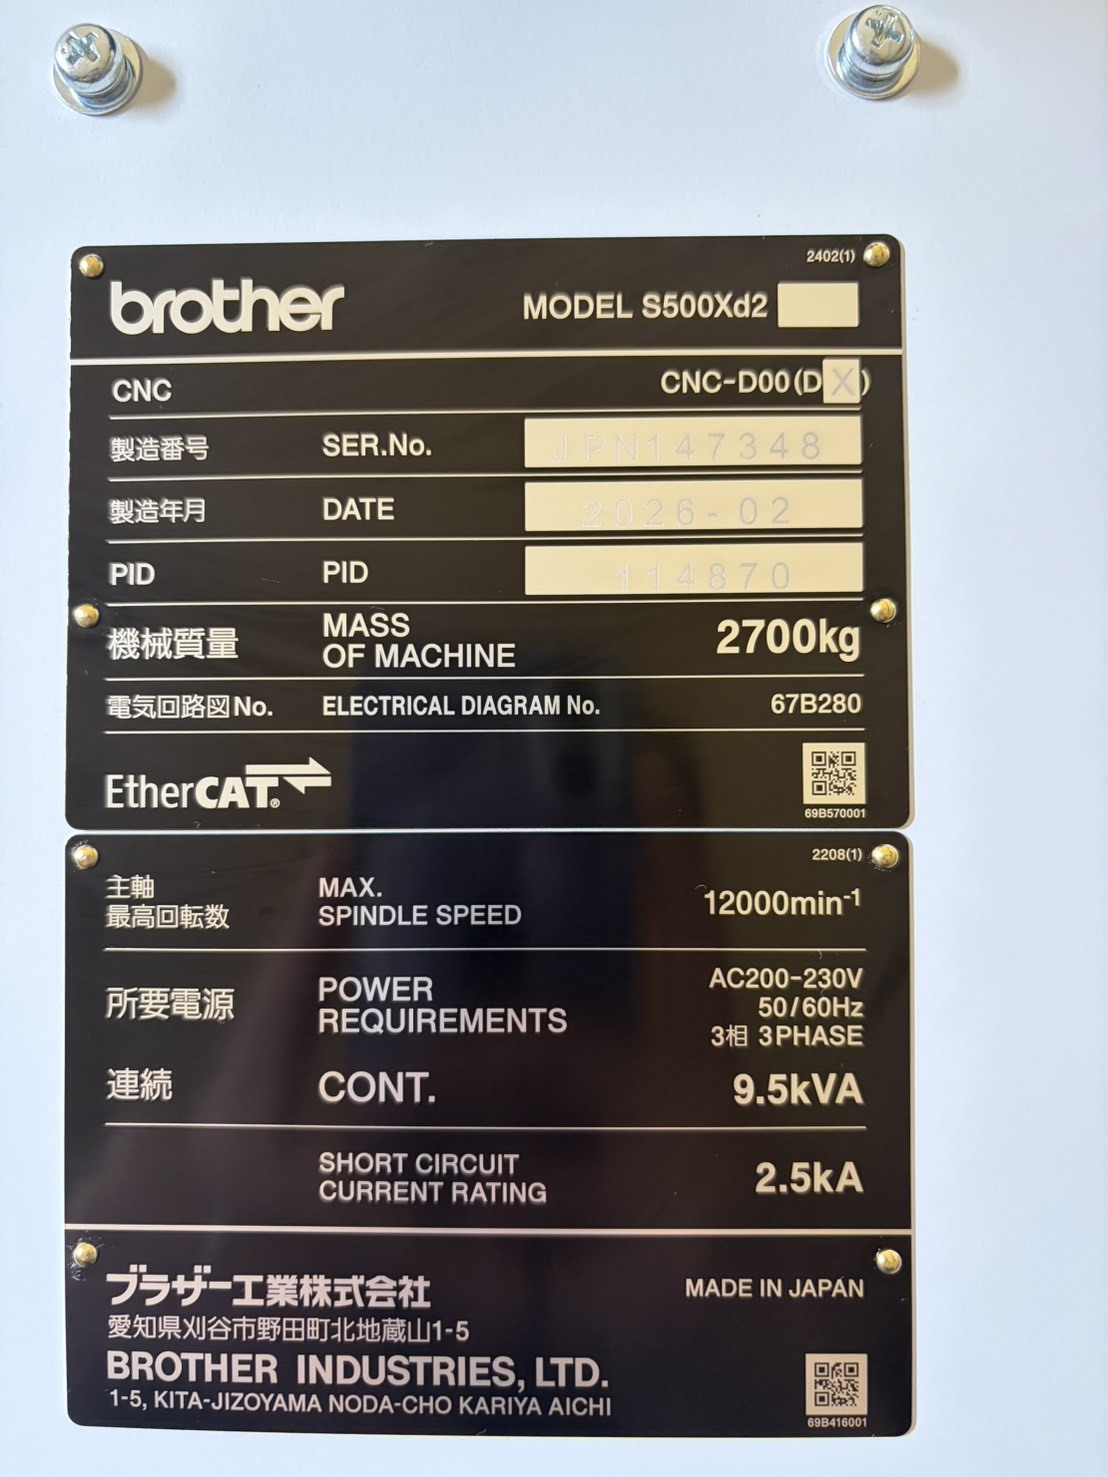 2402(1)
brother
MODEL S500Xd2
CNC CNC-D00(DX)
製造番号 SER.No. JPN147348
製造年月 DATE 2026-02
PID PID 114870
機械質量 MASS OF MACHINE 2700kg
電気回路図No. ELECTRICAL DIAGRAM No. 67B280
EtherCAT®
69B570001
2208(1)
主軸
最高回転数
MAX.
SPINDLE SPEED
12000min-1
所要電源
POWER
REQUIREMENTS
AC200-230V
50/60Hz
3相 3PHASE
連続 CONT. 9.5kVA
SHORT CIRCUIT
CURRENT RATING
2.5kA
ブラザー工業株式会社
MADE IN JAPAN
愛知県刈谷市野田町北地蔵山1-5
BROTHER INDUSTRIES, LTD.
1-5, KITA-JIZOYAMA NODA-CHO KARIYA AICHI
69B416001